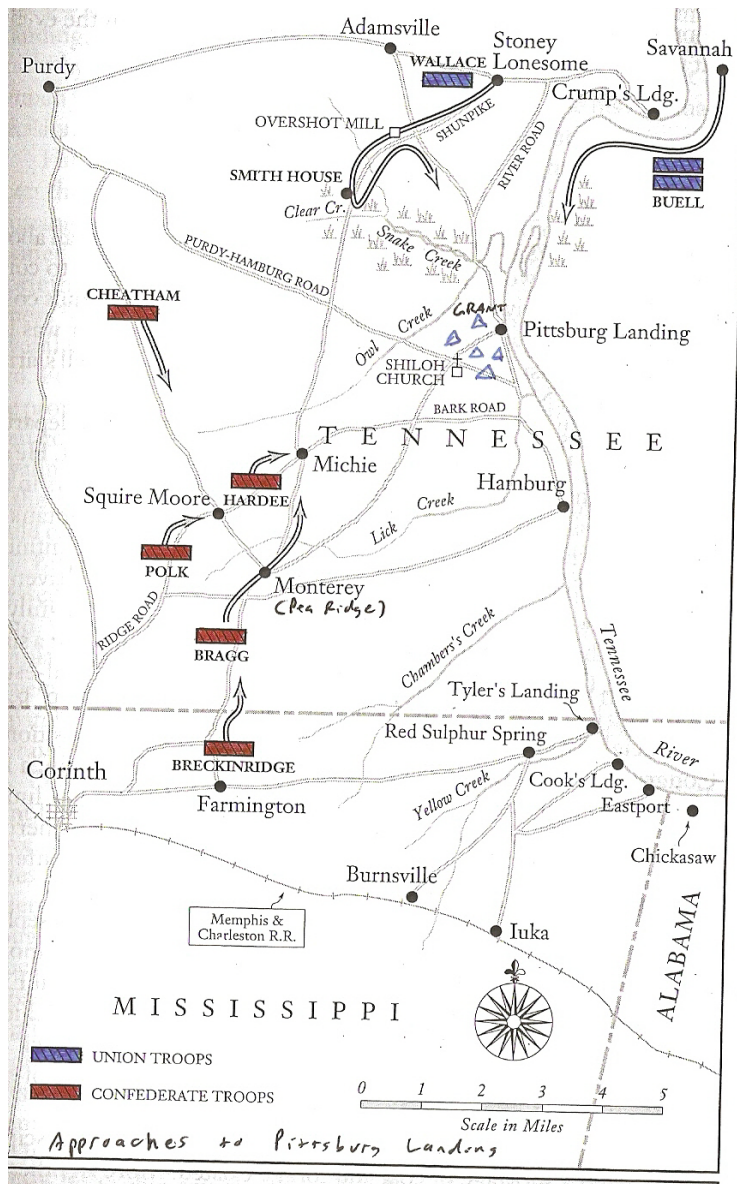 Adamsville
Stoney
Lonesome
Savannah
Purdy
WALLACE
Crump's Ldg.
OVERSHOT MILL
SHUNPIKE
RIVER ROAD
SMITH HOUSE
BUELL
Clear Cr.
Snake
Creek
PURDY-HAMBURG ROAD
CHEATHAM
GRANT
Owl Creek
Pittsburg Landing
SHILOH
CHURCH
BARK ROAD
TENNESSEE
Michie
Hamburg
Squire Moore
HARDEE
Lick Creek
POLK
Monterey
(Pea Ridge)
RIDGE ROAD
BRAGG
Chambers's Creek
Tennessee
River
Tyler's Landing
Red Sulphur Spring
BRECKINRIDGE
Corinth
Cook's Ldg.
Yellow Creek
Farmington
Eastport
Chickasaw
Burnsville
Memphis &
Charleston R.R.
Iuka
ALABAMA
MISSISSIPPI
UNION TROOPS
CONFEDERATE TROOPS
0 1 2 3 4 5
Scale in Miles
Approaches to Pittsburg Landing